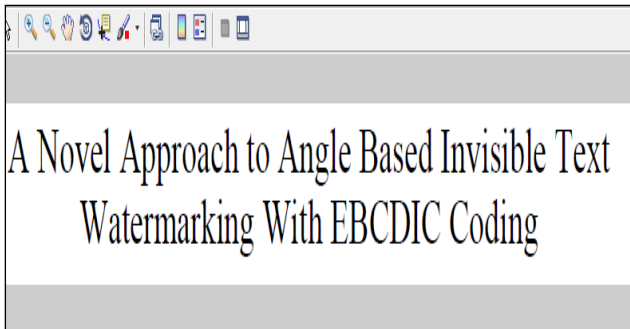 A Novel Approach to Angle Based Invisible Text
Watermarking With EBCDIC Coding